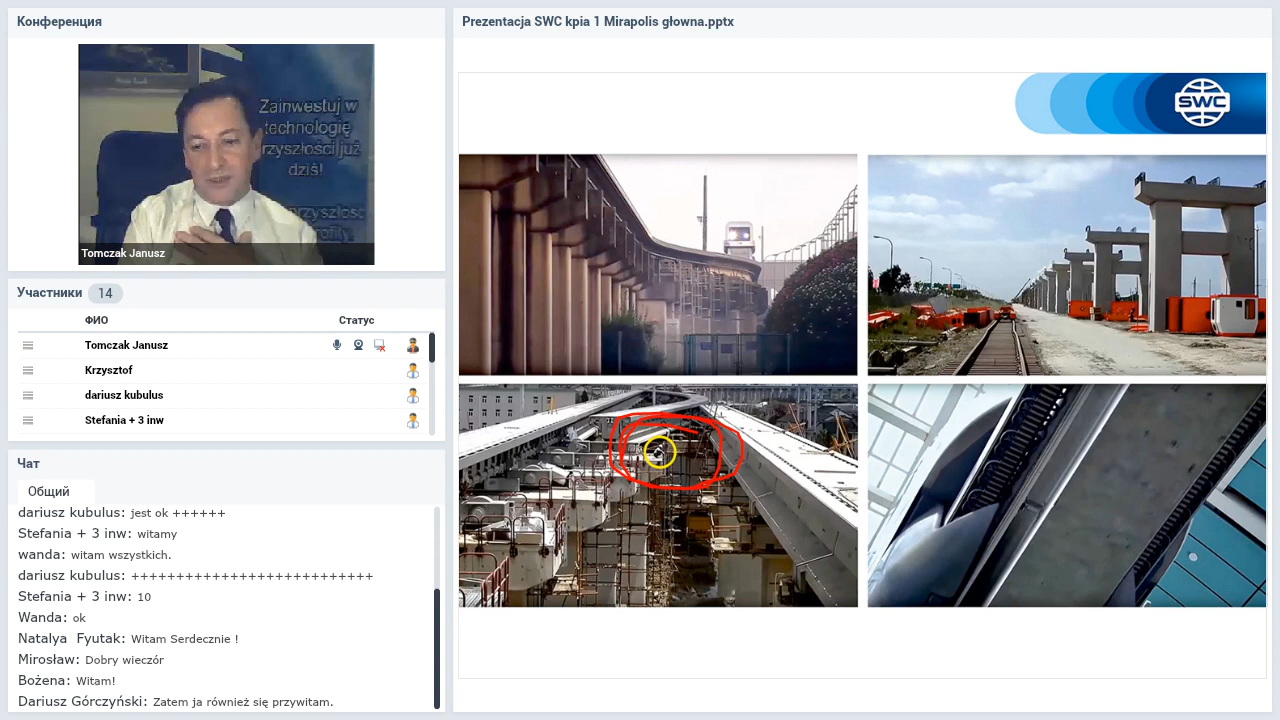 Конференция
Zainwestuj w
technologię
rzyszłości już
dziś!
Tomczak Janusz
Участники 14
ФИО Статус
Tomczak Janusz
Krzysztof
dariusz kubulus
Stefania + 3 inw
Чат
Общий
dariusz kubulus: jest ok ++++++
Stefania + 3 inw: witamy
wanda: witam wszystkich.
dariusz kubulus: +++++++++++++++++++++++++++
Stefania + 3 inw: 10
Wanda: ok
Natalya Fyutak: Witam Serdecznie !
Mirosław: Dobry wieczór
Bożena: Witam!
Dariusz Górczyński: Zatem ja również się przywitam.
Prezentacja SWC kpia 1 Mirapolis głowna.pptx
SWC